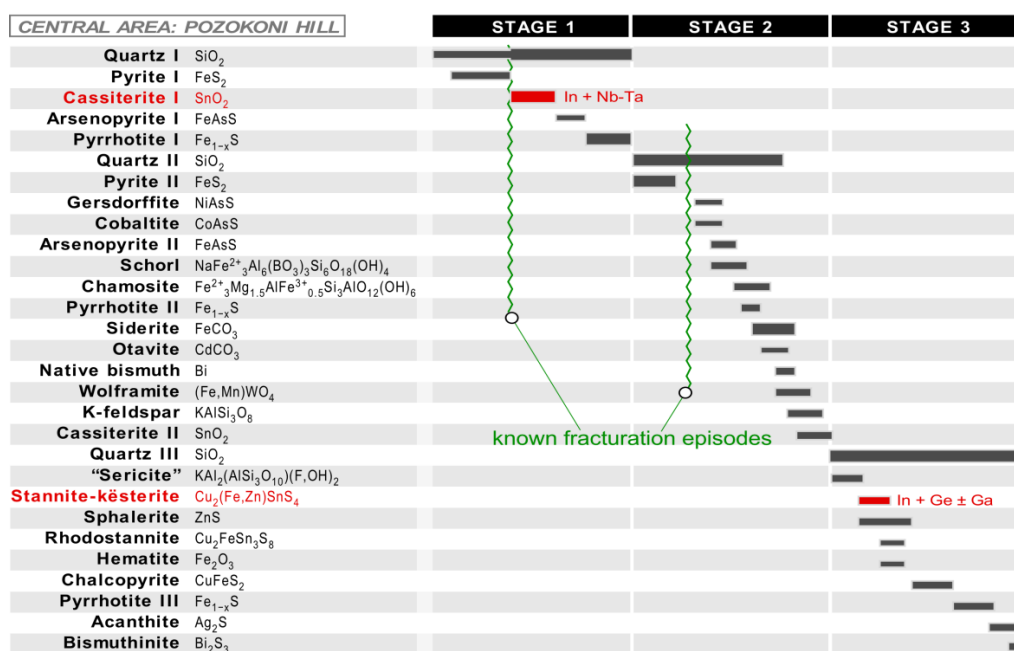 CENTRAL AREA: POZOKONI HILL STAGE 1 STAGE 2 STAGE 3
Quartz I SiO₂
Pyrite I FeS₂
Cassiterite I SnO₂ In + Nb-Ta
Arsenopyrite I FeAsS
Pyrrhotite I Fe₁₋ₓS
Quartz II SiO₂
Pyrite II FeS₂
Gersdorffite NiAsS
Cobaltite CoAsS
Arsenopyrite II FeAsS
Schorl NaFe²⁺₃Al₆(BO₃)₃Si₆O₁₈(OH)₄
Chamosite Fe²⁺₃Mg₁.₅AlFe³⁺₀.₅Si₃AlO₁₂(OH)₆
Pyrrhotite II Fe₁₋ₓS
Siderite FeCO₃
Otavite CdCO₃
Native bismuth Bi
Wolframite (Fe,Mn)WO₄
K-feldspar KAlSi₃O₈
Cassiterite II SnO₂
known fracturation episodes
Quartz III SiO₂
“Sericite” KAl₂(AlSi₃O₁₀)(F,OH)₂
Stannite-kësterite Cu₂(Fe,Zn)SnS₄ In + Ge ± Ga
Sphalerite ZnS
Rhodostannite Cu₂FeSn₃S₈
Hematite Fe₂O₃
Chalcopyrite CuFeS₂
Pyrrhotite III Fe₁₋ₓS
Acanthite Ag₂S
Bismuthinite Bi₂S₃